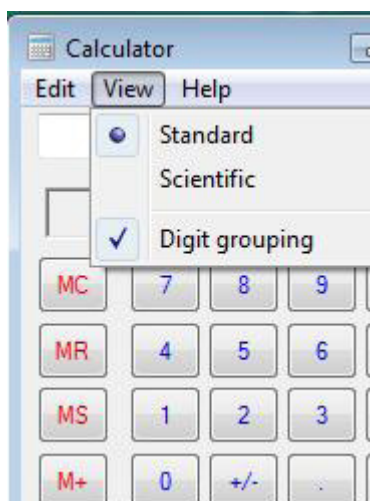 Calculator
Edit View Help
Standard
Scientific
Digit grouping
MC 7 8 9
MR 4 5 6
MS 1 2 3
M+ 0 +/- .